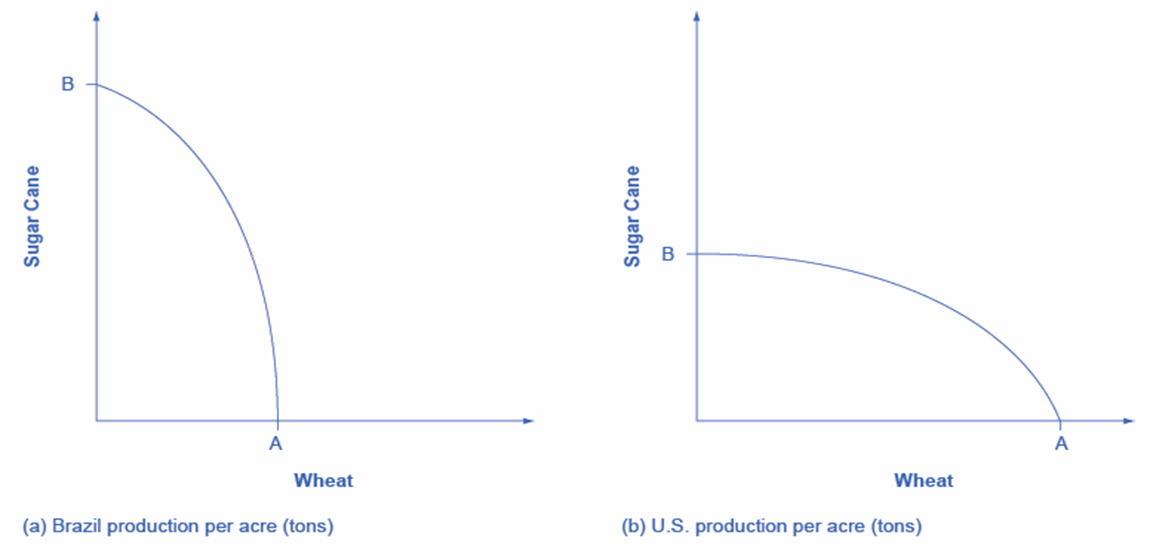 B
Sugar Cane
A
Wheat
(a) Brazil production per acre (tons)
B
Sugar Cane
A
Wheat
(b) U.S. production per acre (tons)